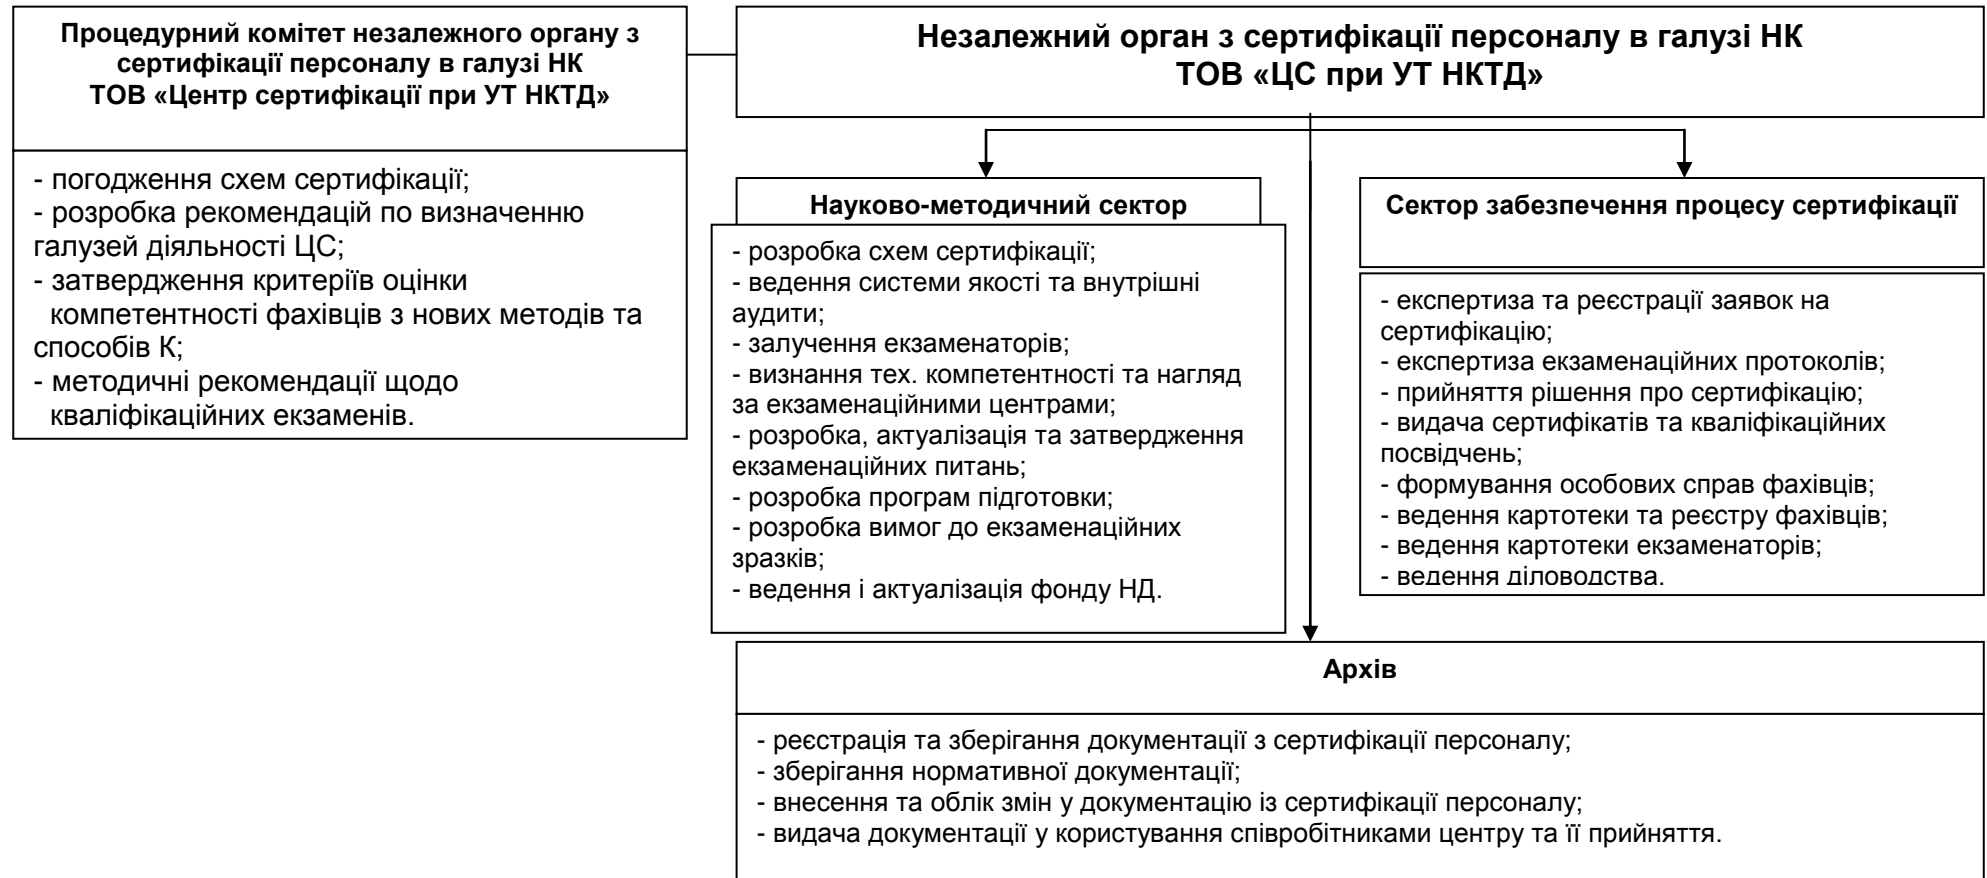 Процедурний комітет незалежного органу з
сертифікації персоналу в галузі НК
ТОВ «Центр сертифікації при УТ НКТД»
- погодження схем сертифікації;
- розробка рекомендацій по визначенню
галузей діяльності ЦС;
- затвердження критеріїв оцінки
компетентності фахівців з нових методів та
способів К;
- методичні рекомендації щодо
кваліфікаційних екзаменів.
Незалежний орган з сертифікації персоналу в галузі НК
ТОВ «ЦС при УТ НКТД»
Науково-методичний сектор
- розробка схем сертифікації;
- ведення системи якості та внутрішні
аудити;
- залучення екзаменаторів;
- визнання тех. компетентності та нагляд
за екзаменаційними центрами;
- розробка, актуалізація та затвердження
екзаменаційних питань;
- розробка програм підготовки;
- розробка вимог до екзаменаційних
зразків;
- ведення і актуалізація фонду НД.
Сектор забезпечення процесу сертифікації
- експертиза та реєстрації заявок на
сертифікацію;
- експертиза екзаменаційних протоколів;
- прийняття рішення про сертифікацію;
- видача сертифікатів та кваліфікаційних
посвідчень;
- формування особових справ фахівців;
- ведення картотеки та реєстру фахівців;
- ведення картотеки екзаменаторів;
- ведення діловодства.
Архів
- реєстрація та зберігання документації з сертифікації персоналу;
- зберігання нормативної документації;
- внесення та облік змін у документацію із сертифікації персоналу;
- видача документації у користування співробітниками центру та її прийняття.